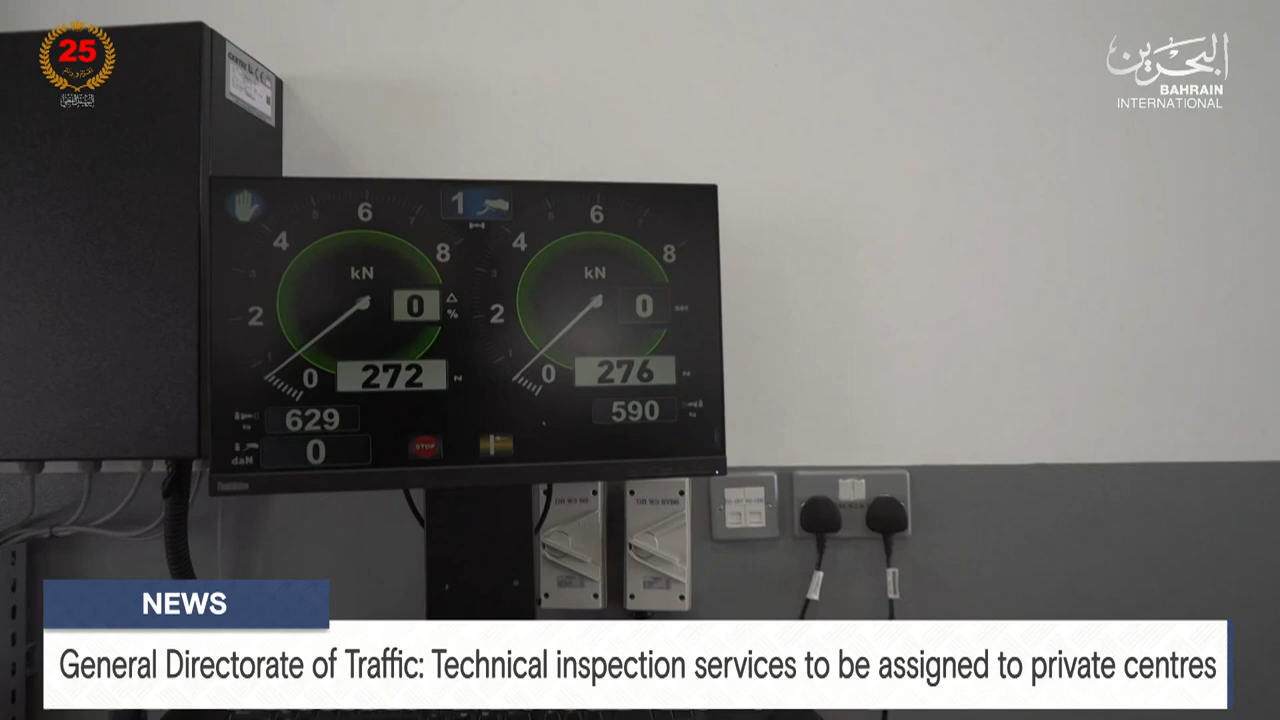 25
البحرين
BAHRAIN
INTERNATIONAL
1
6
4
8
2
0
kN
0
%
272
N
629
0
daN
STOP
6
4
8
2
0
kN
0
276
N
590
NEWS
General Directorate of Traffic: Technical inspection services to be assigned to private centres